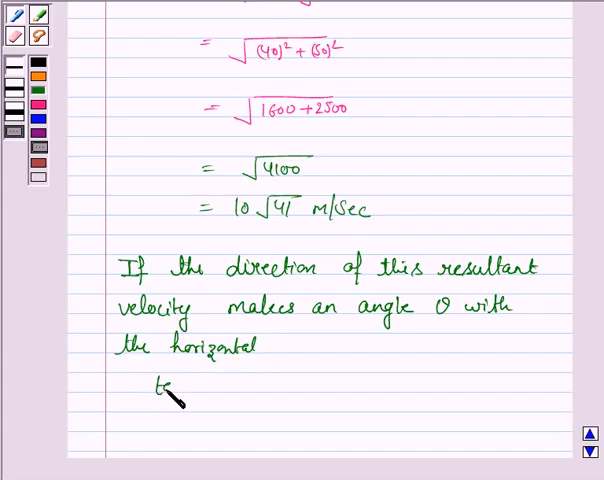 = √(40)² + (50)²
= √1600 + 2500
= √4100
= 10 √41 m/sec
If the direction of this resultant
velocity makes an angle θ with
the horizontal